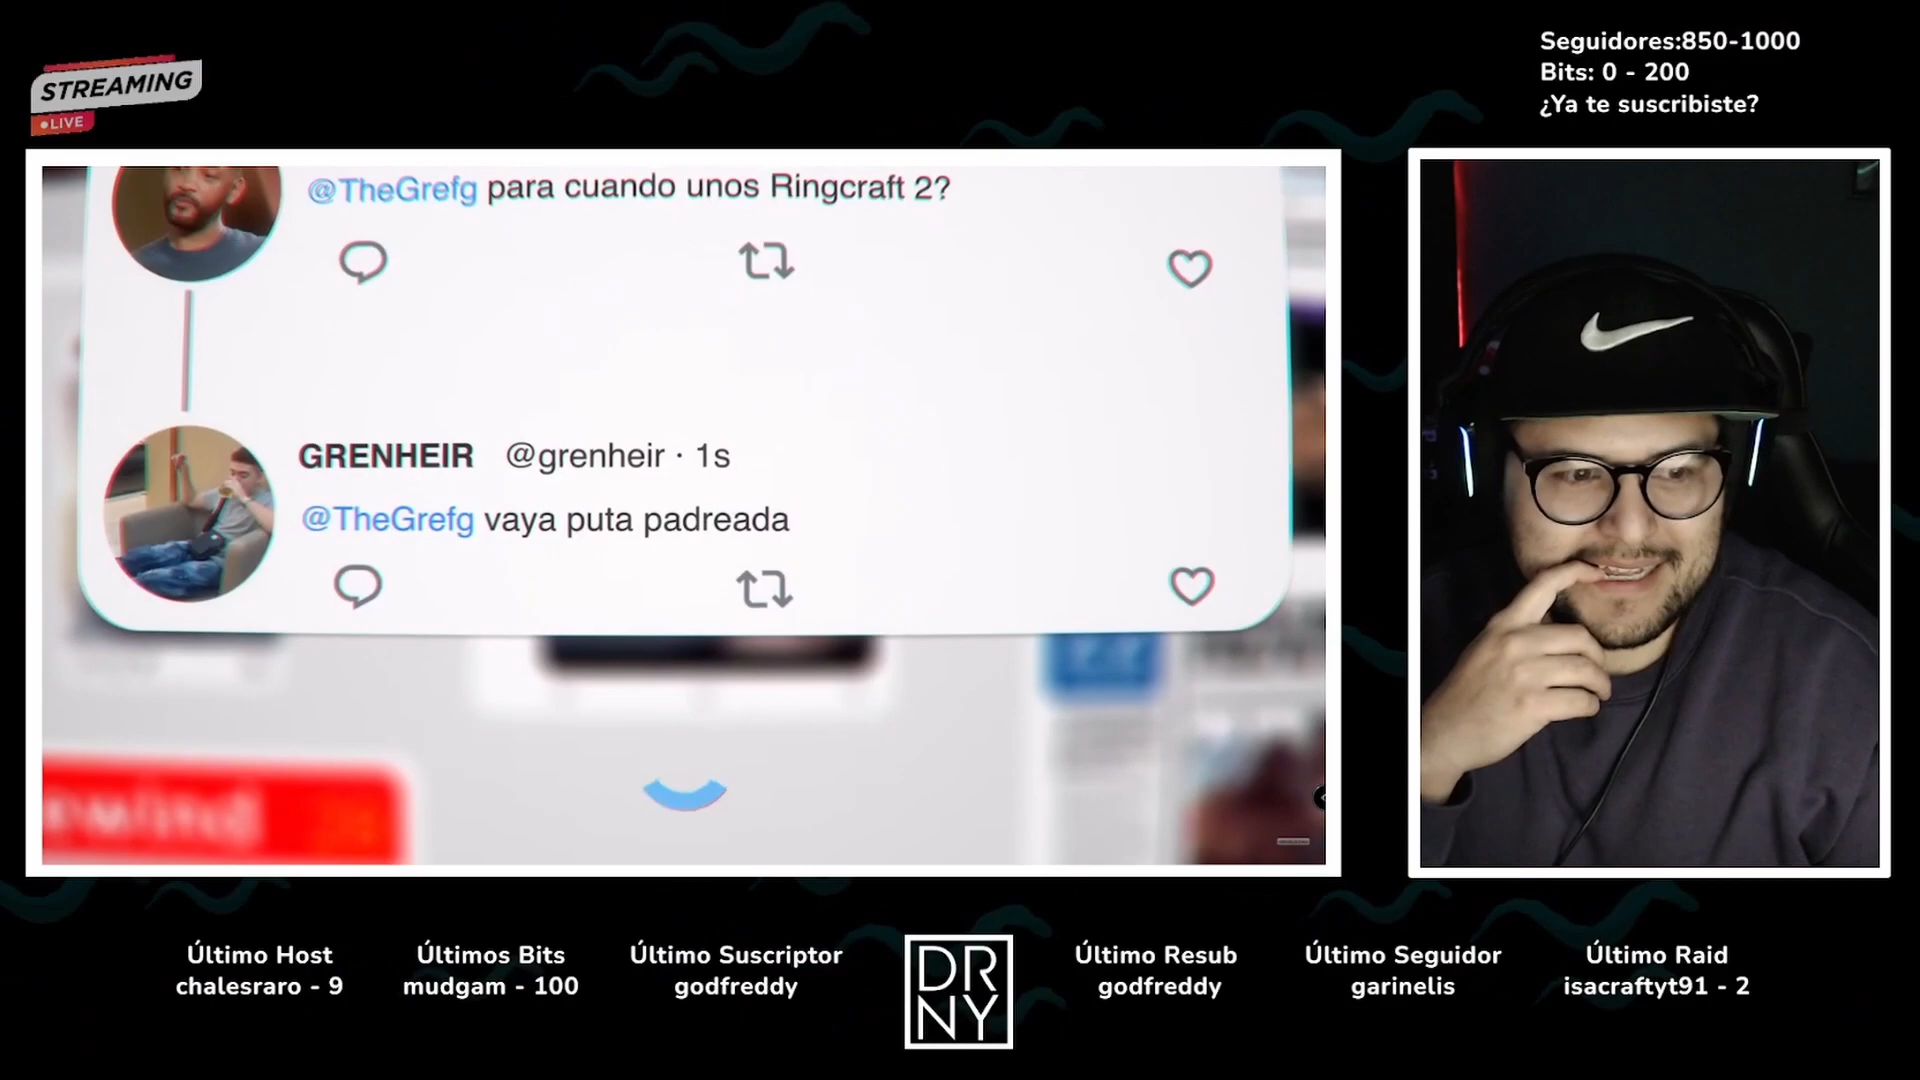 STREAMING
LIVE
Seguidores:850-1000
Bits: 0 - 200
¿Ya te suscribiste?
@TheGrefg para cuando unos Ringcraft 2?
GRENHEIR @grenheir · 1s
@TheGrefg vaya puta padreada
ewind
Último Host
chalesraro - 9
Últimos Bits
mudgam - 100
Último Suscriptor
godfreddy
DR
NY
Último Resub
godfreddy
Último Seguidor
garinelis
Último Raid
isacraftyt91 - 2